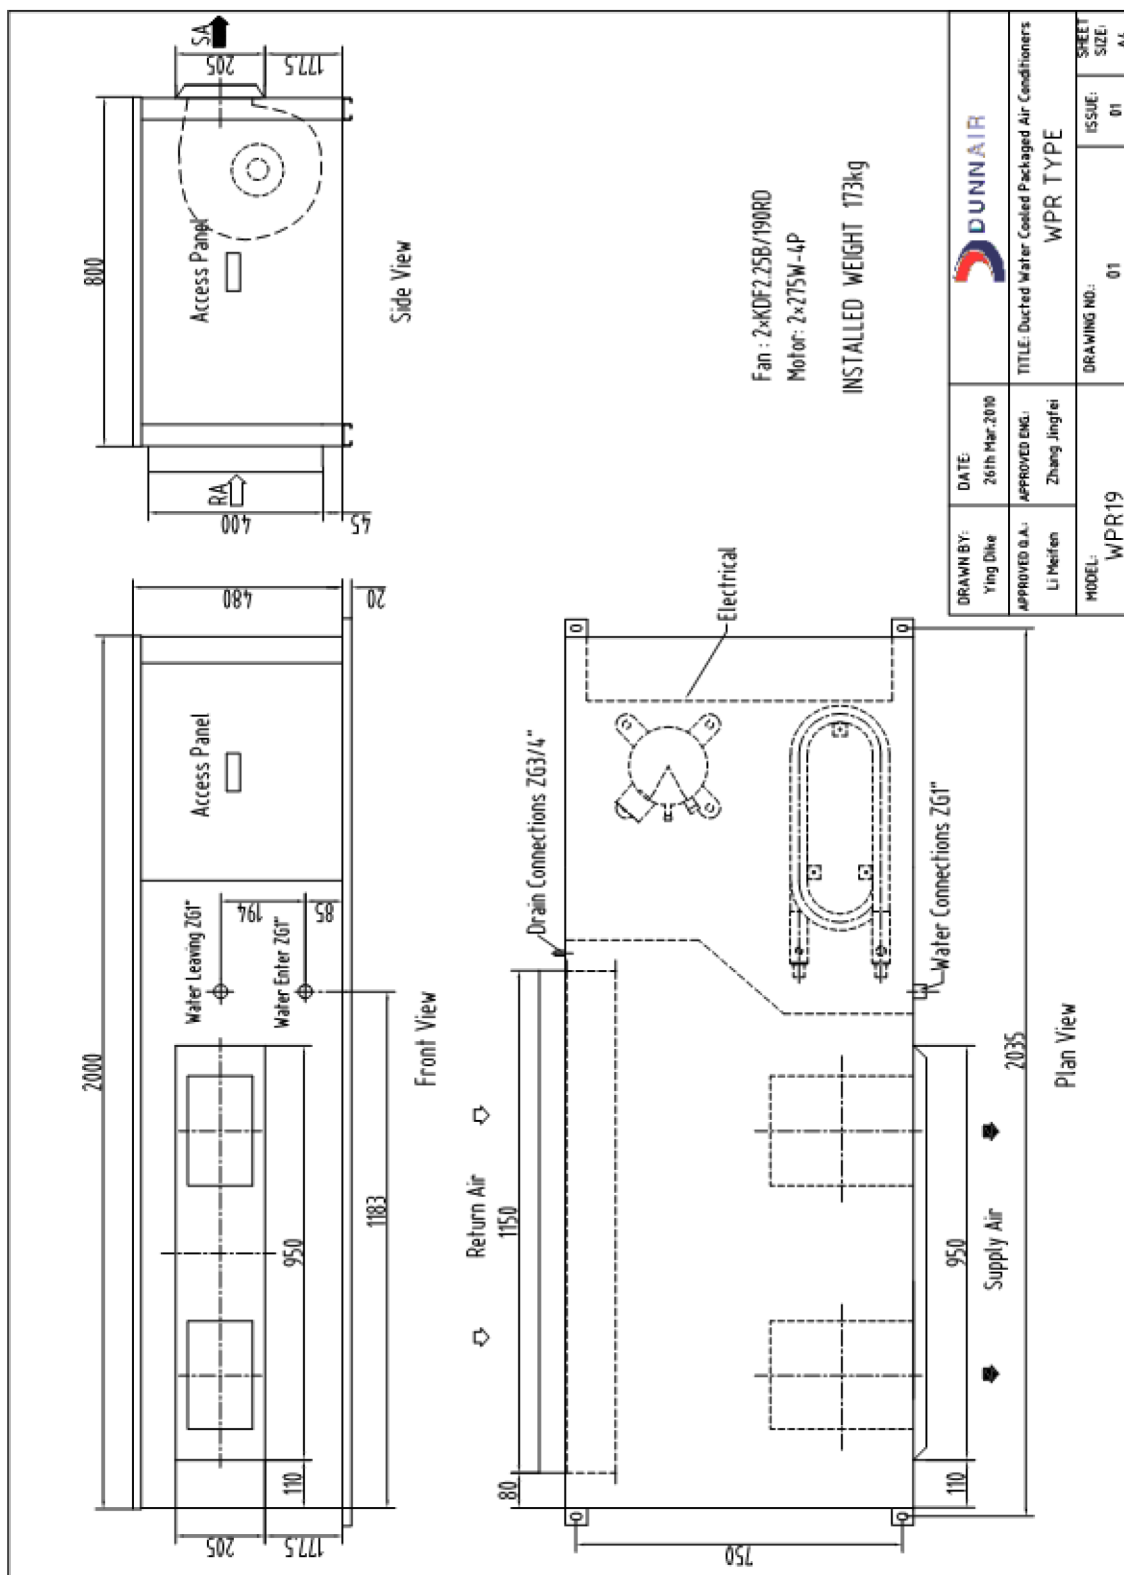 2000
480
20
Access Panel
Water Leaving ZG1"
Water Enter ZG1"
194
85
205
177.5
110
950
1183
Front View
800
SA
205
177.5
Access Panel
RA
400
45
Side View
Return Air
80
1150
Drain Connections ZG3/4"
Electrical
Water Connections ZG1"
750
110
950
Supply Air
2035
Plan View
Fan : 2xKDF2.25B/190RD
Motor: 2x275W-4P
INSTALLED WEIGHT 173kg
DRAWN BY:
Ying Dike
DATE:
26th Mar.2010
DUNNAIR
APPROVED Q.A.:
Li Meifen
APPROVED ENG.:
Zhang Jingfei
TITLE: Ducted Water Cooled Packaged Air Conditioners
WPR TYPE
MODEL:
WPR19
DRAWING NO.:
01
ISSUE:
01
SHEET
SIZE: